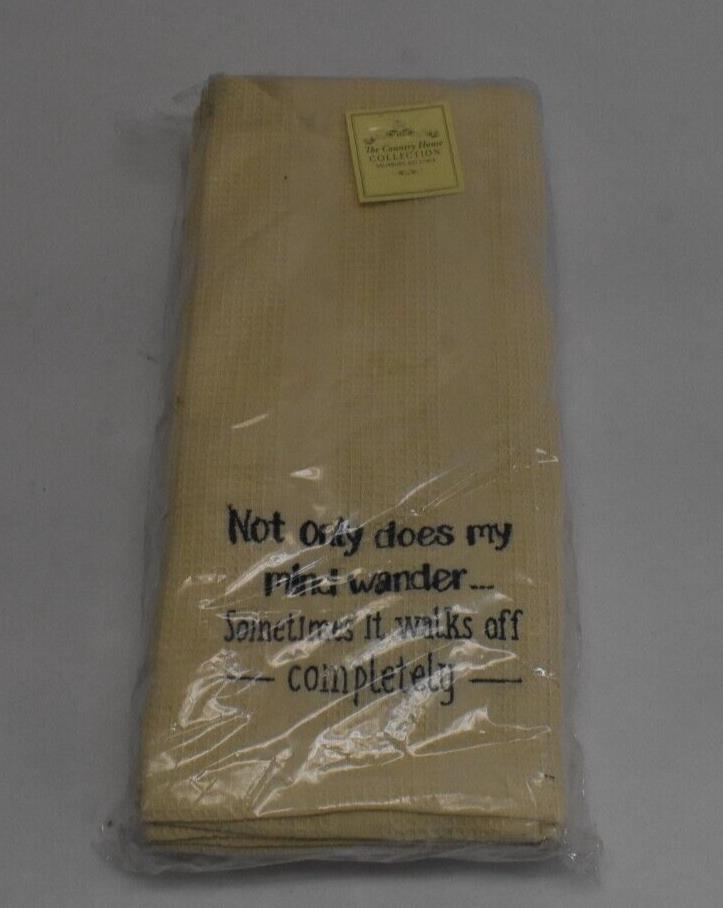 The Country House
COLLECTION
Not only does my
mind wander...
Sometimes it walks off
— completely —